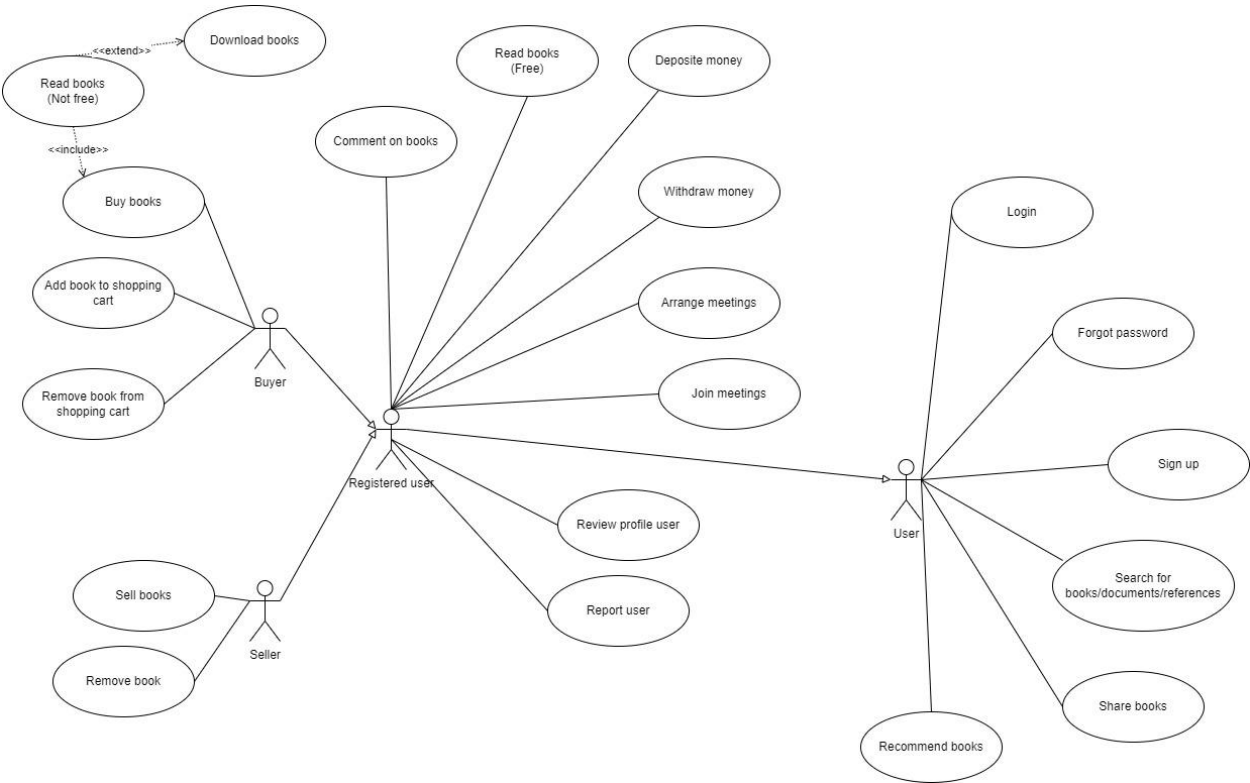 Download books
<<extend>>
Read books
(Not free)
<<include>>
Buy books
Add book to shopping
cart
Remove book from
shopping cart
Buyer
Comment on books
Read books
(Free)
Deposite money
Withdraw money
Arrange meetings
Join meetings
Registered user
Review profile user
Report user
Sell books
Remove book
Seller
Login
Forgot password
Sign up
User
Search for
books/documents/references
Share books
Recommend books